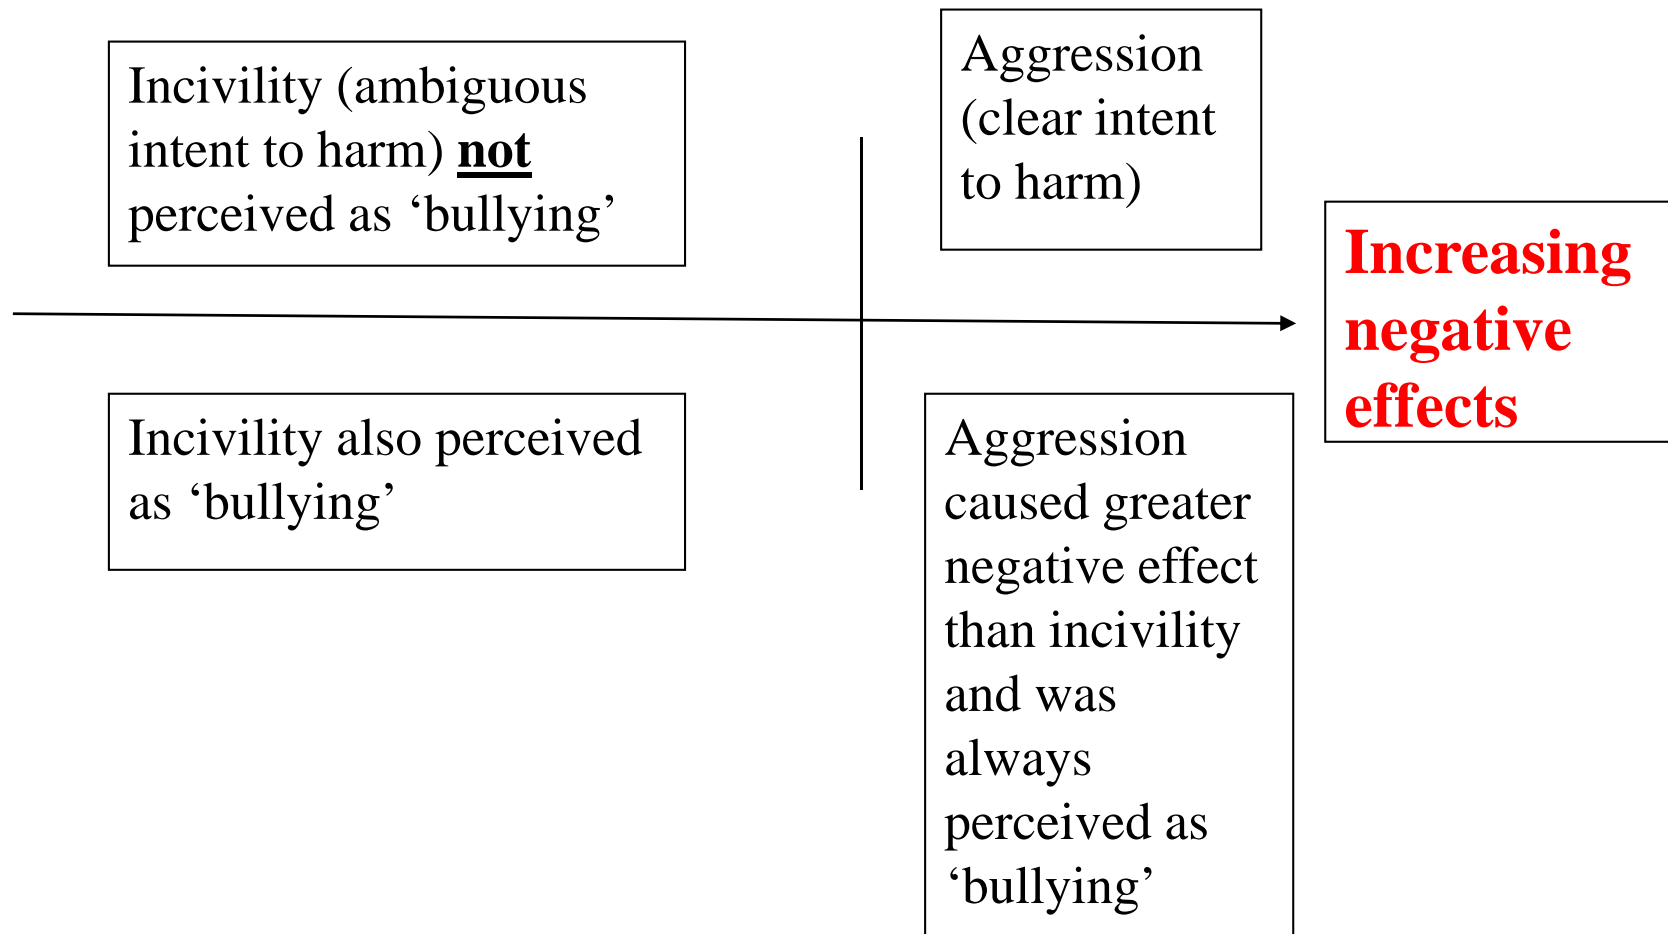 Incivility (ambiguous
intent to harm) not
perceived as ‘bullying’
Aggression
(clear intent
to harm)
Increasing
negative
effects
Incivility also perceived
as ‘bullying’
Aggression
caused greater
negative effect
than incivility
and was
always
perceived as
‘bullying’